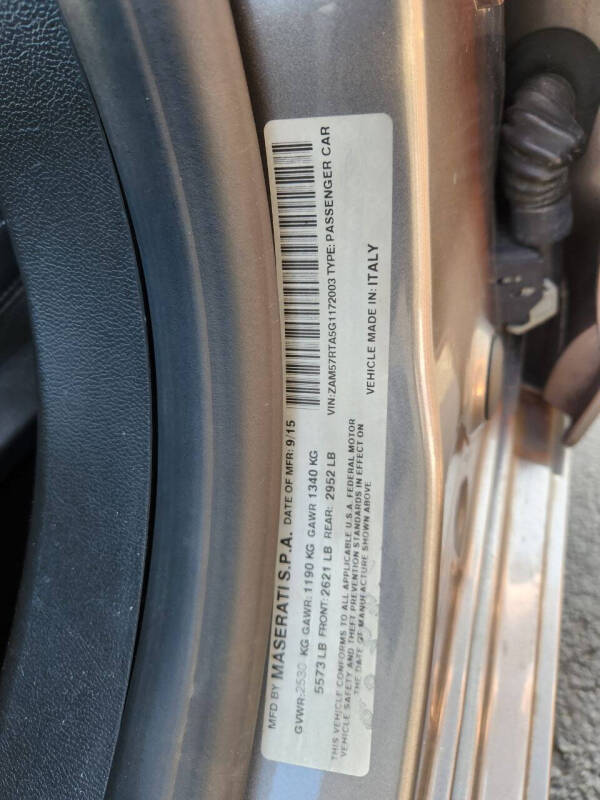 MFD BY MASERATI S.P.A. DATE OF MFR: 9/15
GVWR:2530 KG GAWR: 1190 KG GAWR 1340 KG
5573 LB FRONT: 2621 LB REAR: 2952 LB
VIN:ZAM57RTA5G1172003 TYPE: PASSENGER CAR
THIS VEHICLE CONFORMS TO ALL APPLICABLE U.S.A. FEDERAL MOTOR
VEHICLE SAFETY AND THEFT PREVENTION STANDARDS IN EFFECT ON
THE DATE OF MANUFACTURE SHOWN ABOVE
VEHICLE MADE IN: ITALY